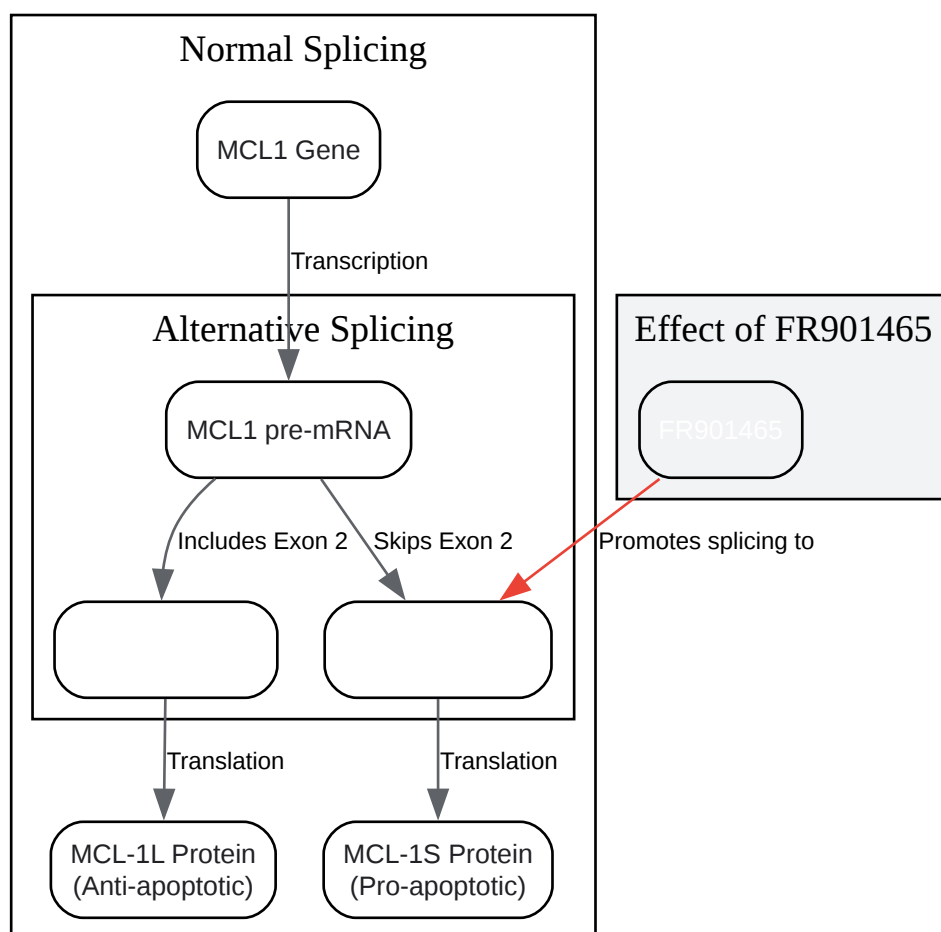 Normal Splicing
MCL1 Gene
Transcription
Alternative Splicing
Effect of FR901465
MCL1 pre-mRNA
FR901465
Includes Exon 2
Skips Exon 2
Promotes splicing to
Translation
Translation
MCL-1L Protein
(Anti-apoptotic)
MCL-1S Protein
(Pro-apoptotic)